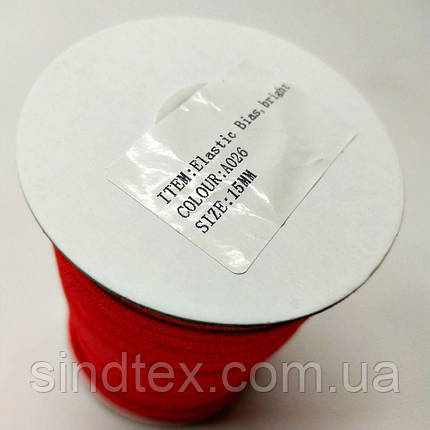 ITEM:Elastic Bias,bright
COLOUR:A026
SIZE:15MM
sindtex.com.ua